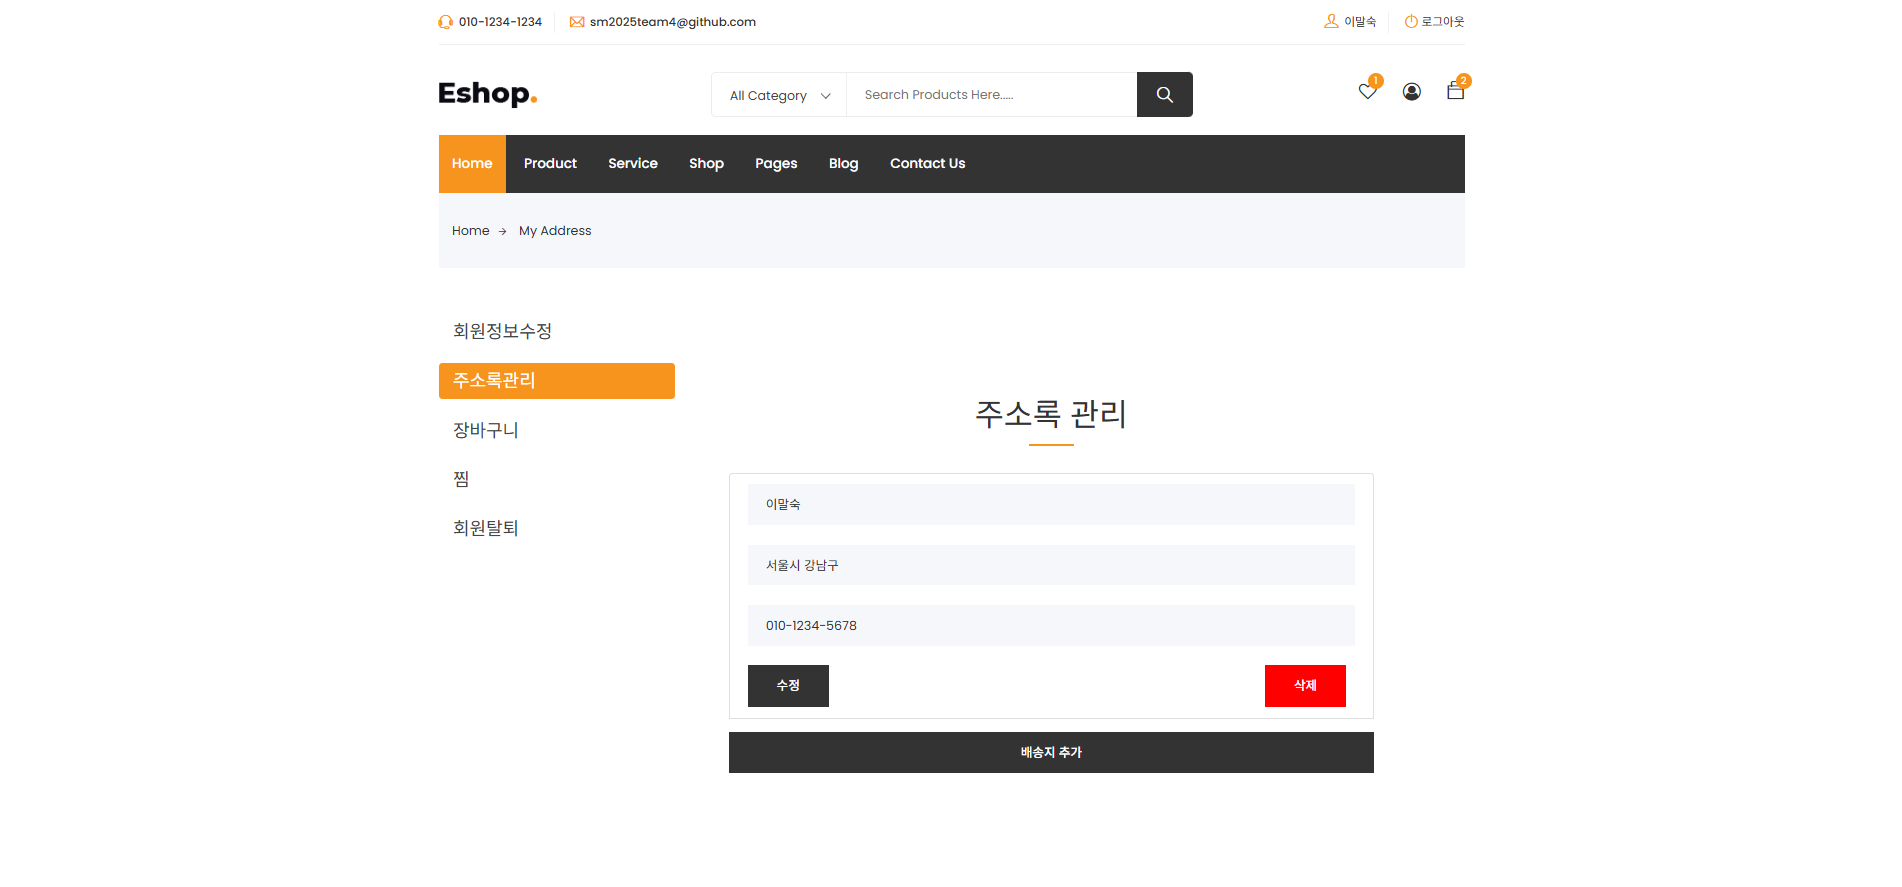 010-1234-1234
sm2025team4@github.com
이말숙
로그아웃
Eshop.
All Category
Search Products Here.....
1
2
Home
Product
Service
Shop
Pages
Blog
Contact Us
Home → My Address
회원정보수정
주소록관리
장바구니
찜
회원탈퇴
주소록 관리
이말숙
서울시 강남구
010-1234-5678
수정
삭제
배송지 추가